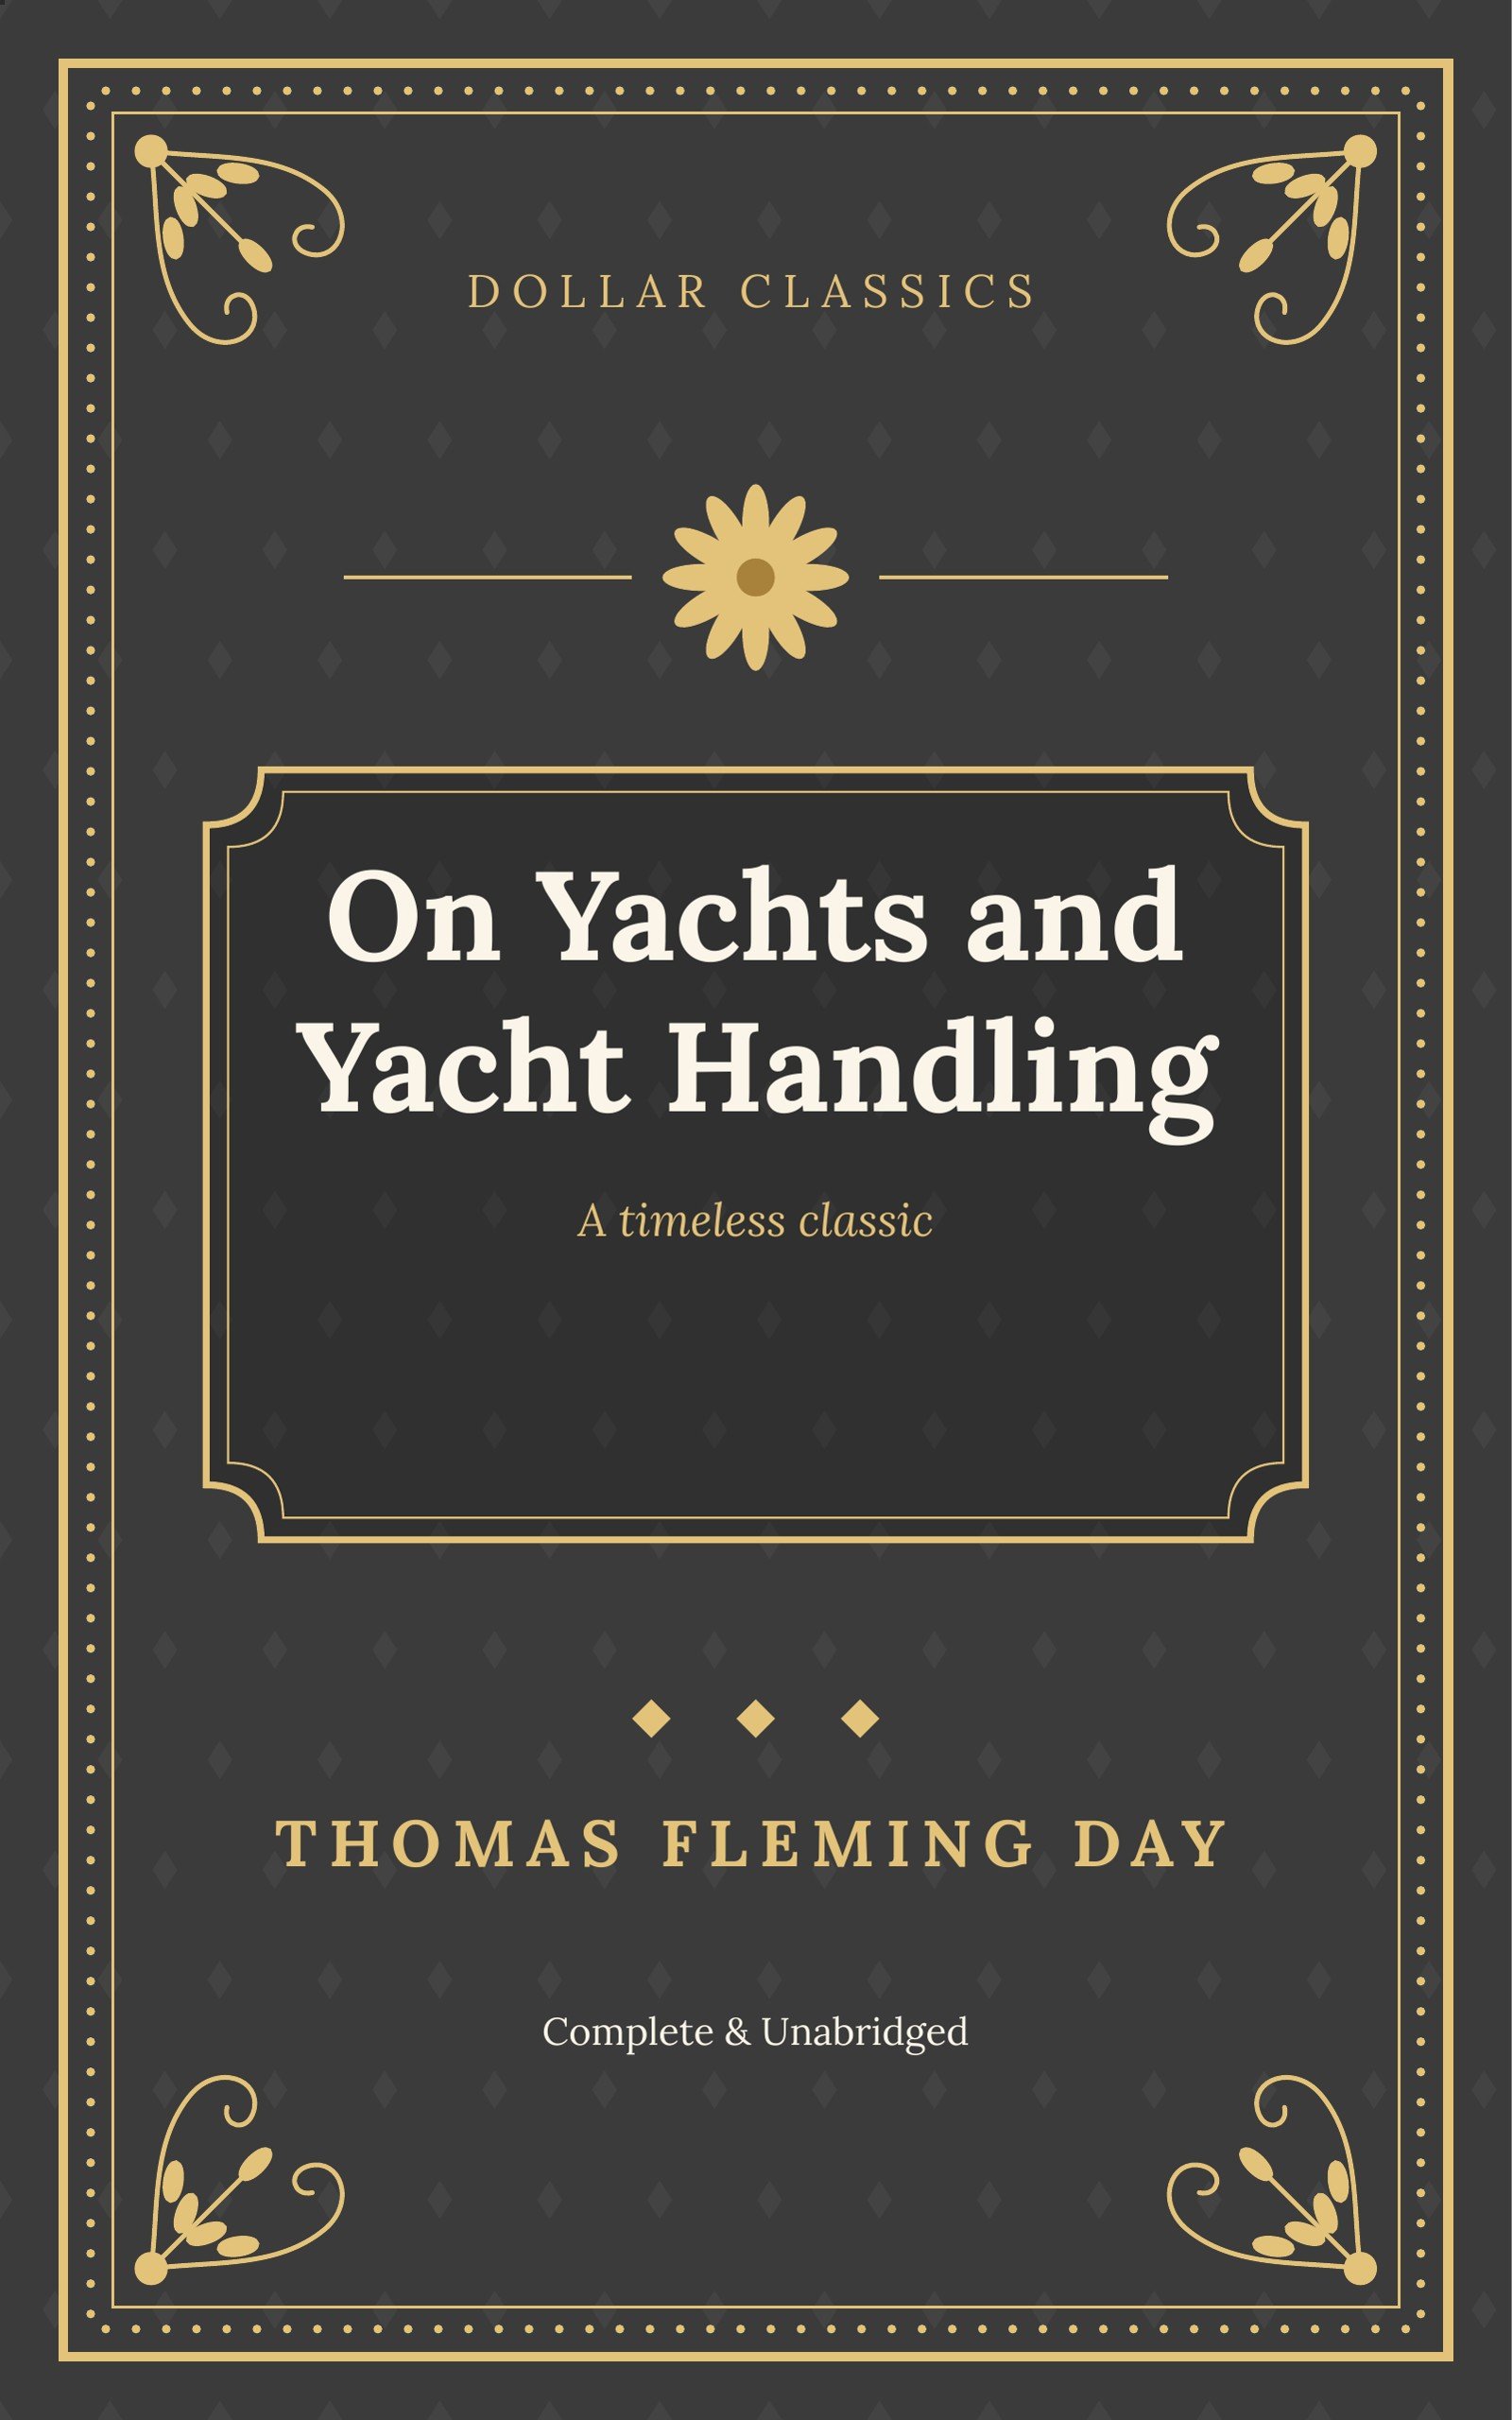 DOLLAR CLASSICS
On Yachts and
Yacht Handling
A timeless classic
THOMAS FLEMING DAY
Complete & Unabridged